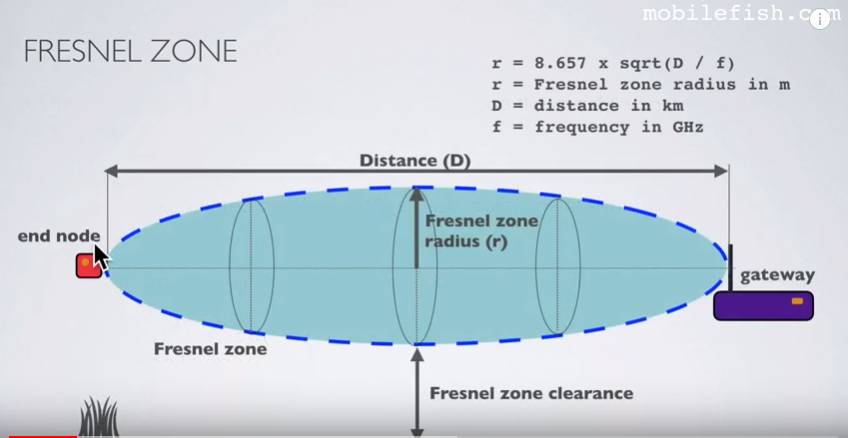 mobilefish.com
FRESNEL ZONE
r = 8.657 x sqrt(D / f)
r = Fresnel zone radius in m
D = distance in km
f = frequency in GHz
Distance (D)
end node
Fresnel zone
radius (r)
gateway
Fresnel zone
Fresnel zone clearance